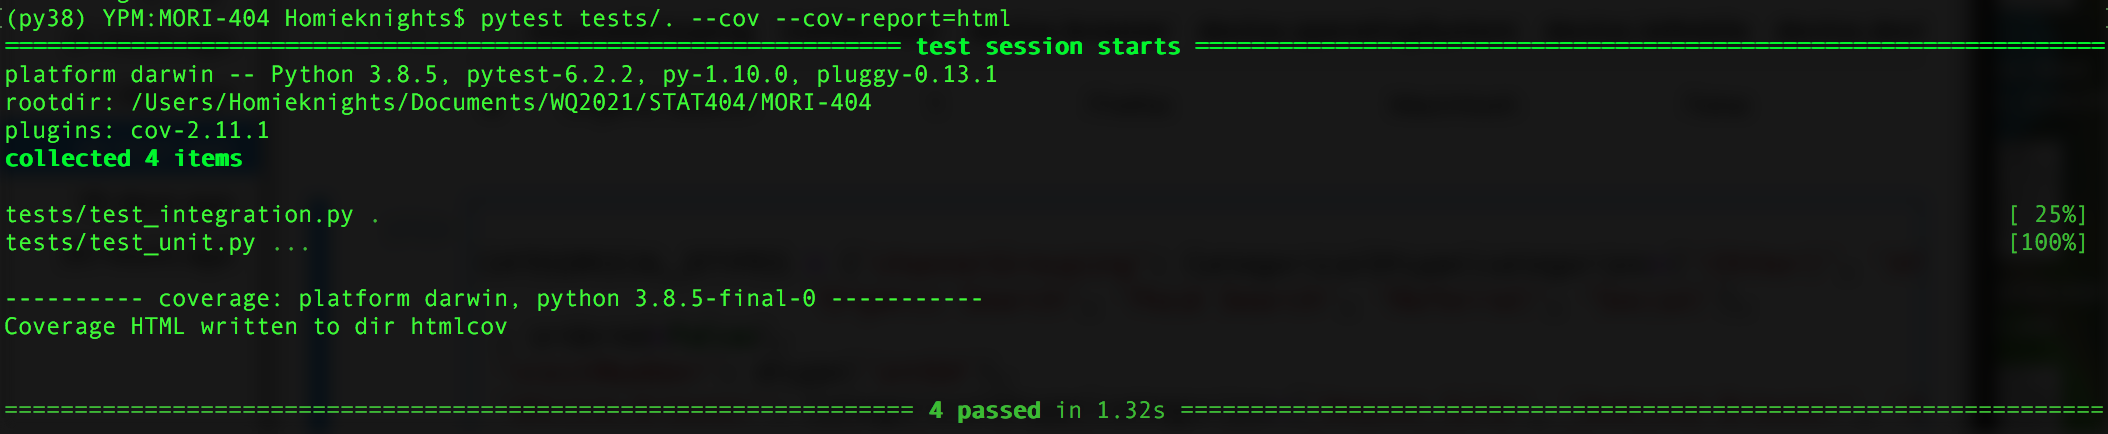 (py38) YPM:MORI-404 Homieknights$ pytest tests/. --cov --cov-report=html
================================================================ test session starts =================================================================
platform darwin -- Python 3.8.5, pytest-6.2.2, py-1.10.0, pluggy-0.13.1
rootdir: /Users/Homieknights/Documents/WQ2021/STAT404/MORI-404
plugins: cov-2.11.1
collected 4 items
tests/test_integration.py . [ 25%]
tests/test_unit.py ... [100%]
---------- coverage: platform darwin, python 3.8.5-final-0 -----------
Coverage HTML written to dir htmlcov
================================================================= 4 passed in 1.32s ==================================================================